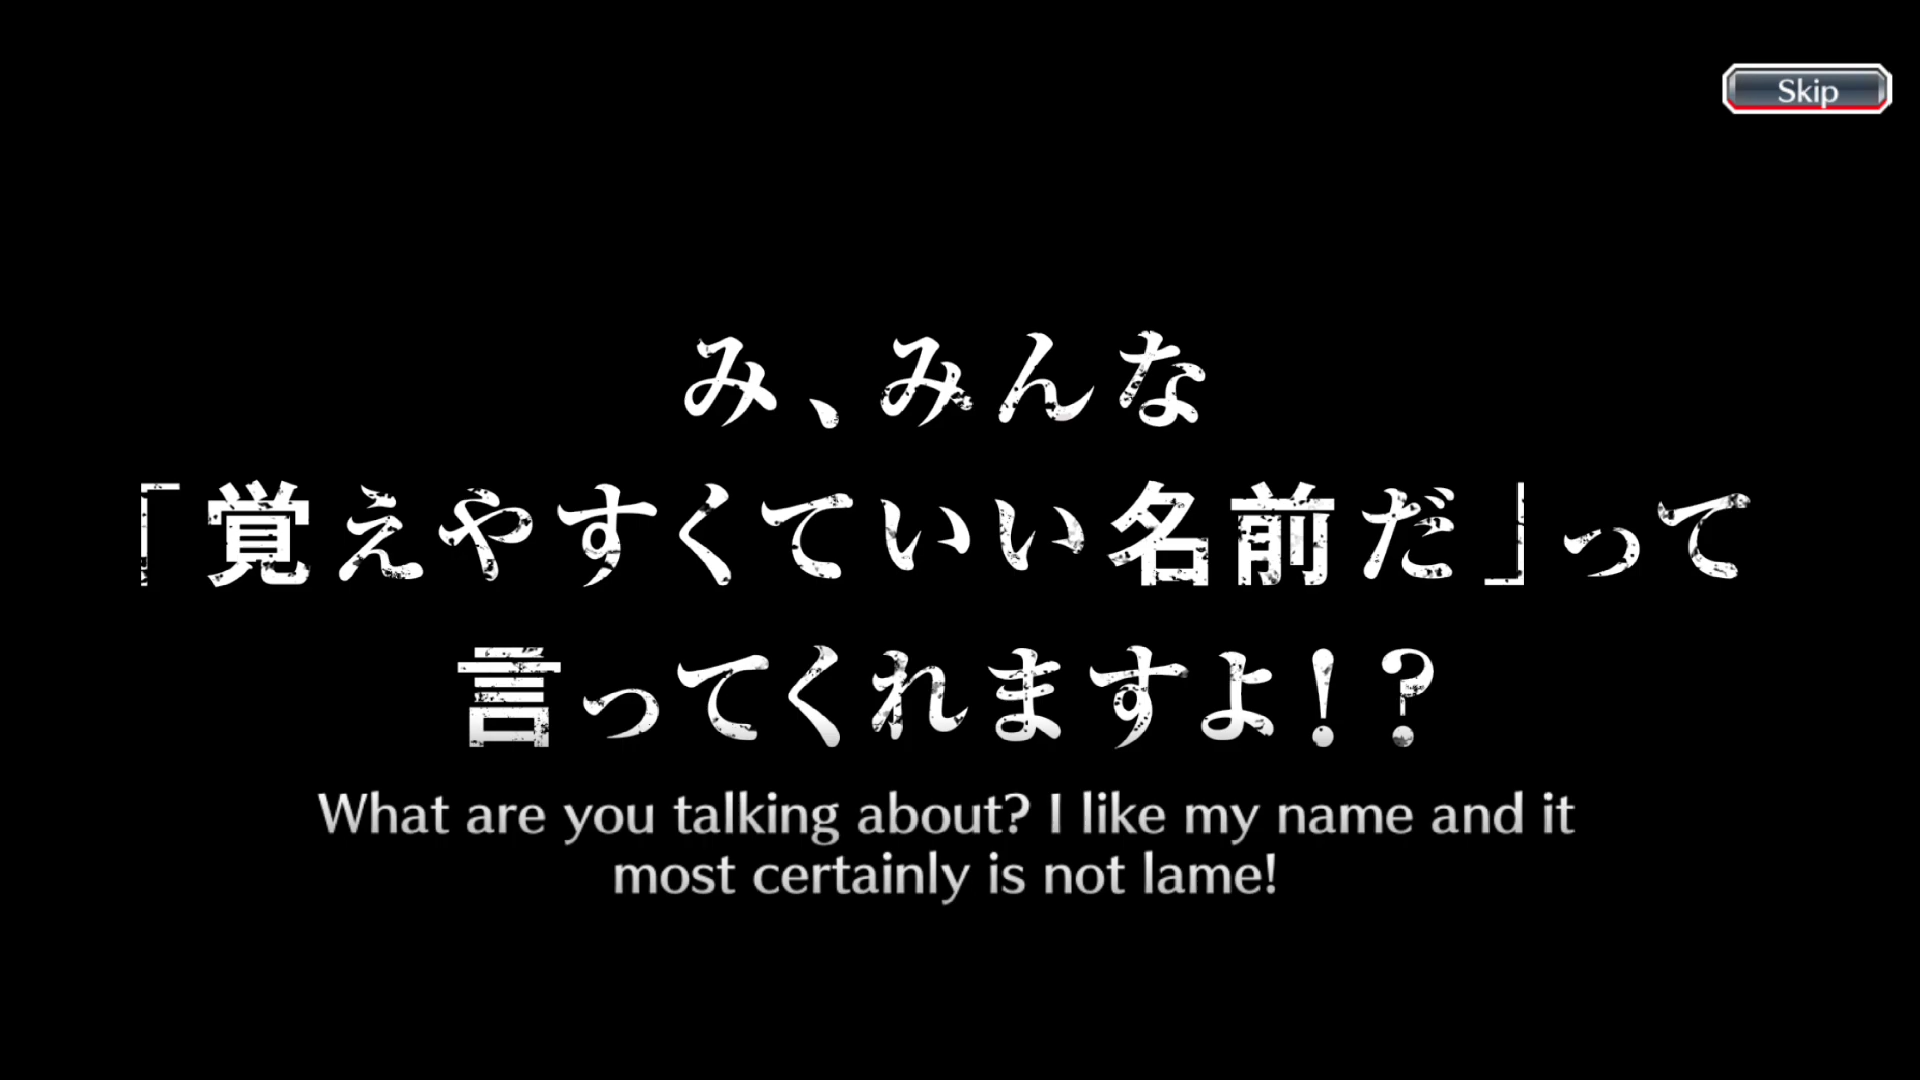 Skip
み、みんな
「覚えやすくていい名前だ」って
言ってくれますよ！？
What are you talking about? I like my name and it
most certainly is not lame!